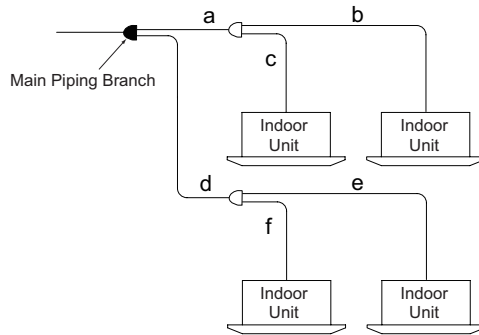 a
b
c
Main Piping Branch
Indoor
Unit
Indoor
Unit
d
e
f
Indoor
Unit
Indoor
Unit